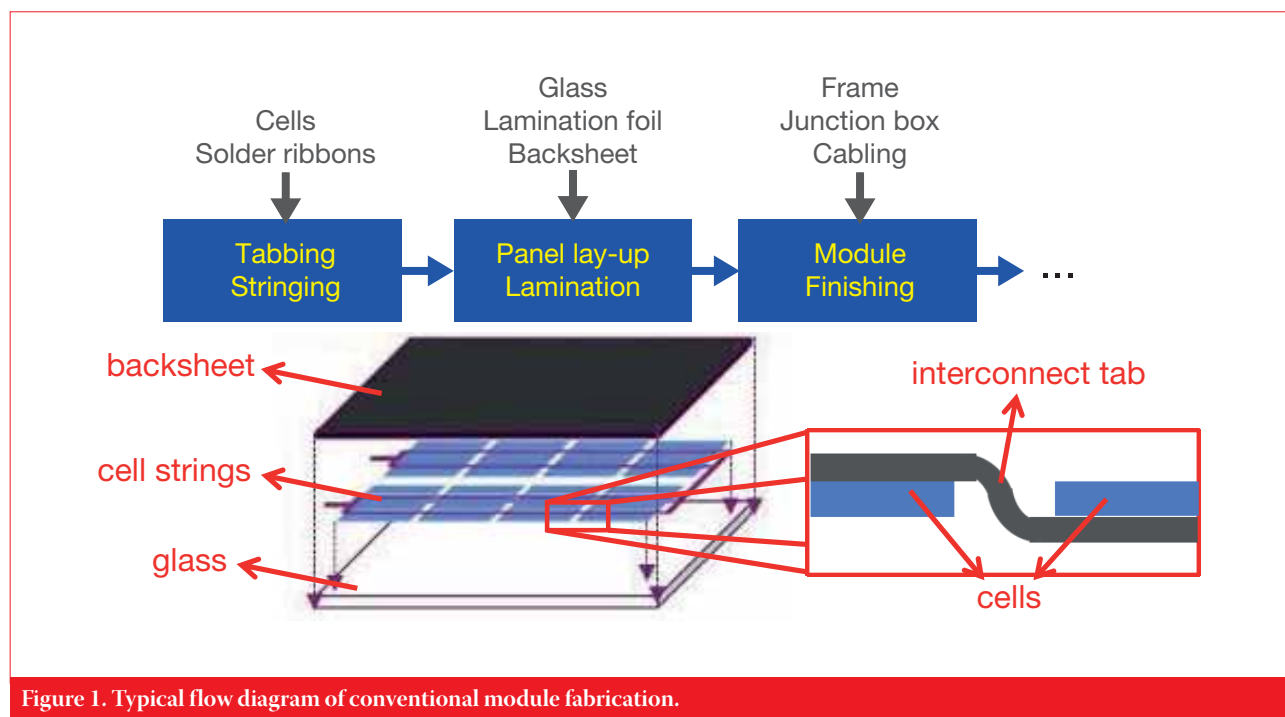 Cells
Solder ribbons
Glass
Lamination foil
Backsheet
Frame
Junction box
Cabling
Tabbing
Stringing
Panel lay-up
Lamination
Module
Finishing
...
backsheet
cell strings
glass
interconnect tab
cells
Figure 1. Typical flow diagram of conventional module fabrication.